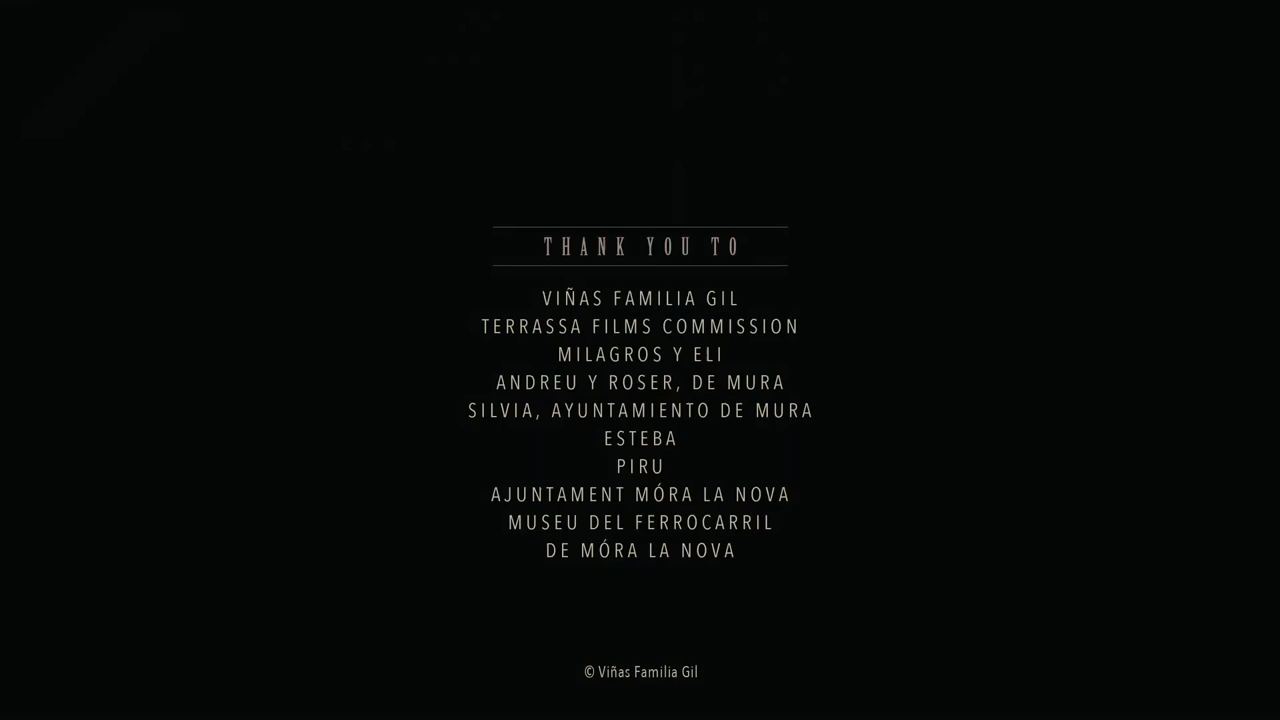 THANK YOU TO
VIÑAS FAMILIA GIL
TERRASSA FILMS COMMISSION
MILAGROS Y ELI
ANDREU Y ROSER, DE MURA
SILVIA, AYUNTAMIENTO DE MURA
ESTEBA
PIRU
AJUNTAMENT MÓRA LA NOVA
MUSEU DEL FERROCARRIL
DE MÓRA LA NOVA
© Viñas Familia Gil